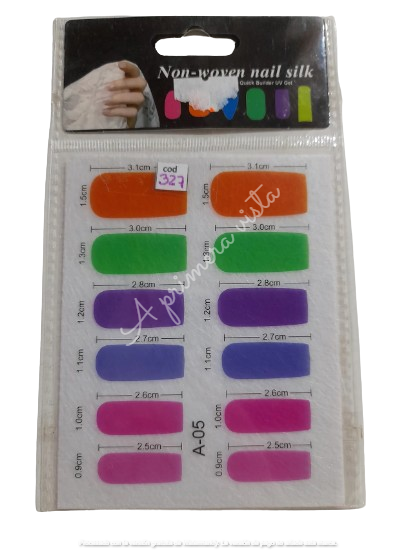 Non-woven nail silk
Quick Builder UV Gel
3.1cm
3.1cm
cod
327
1.5cm
1.5cm
3.0cm
3.0cm
1.3cm
1.3cm
A primera vista
2.8cm
2.8cm
1.2cm
1.2cm
2.7cm
2.7cm
1.1cm
1.1cm
2.6cm
2.6cm
1.0cm
1.0cm
A-05
2.5cm
2.5cm
0.9cm
0.9cm